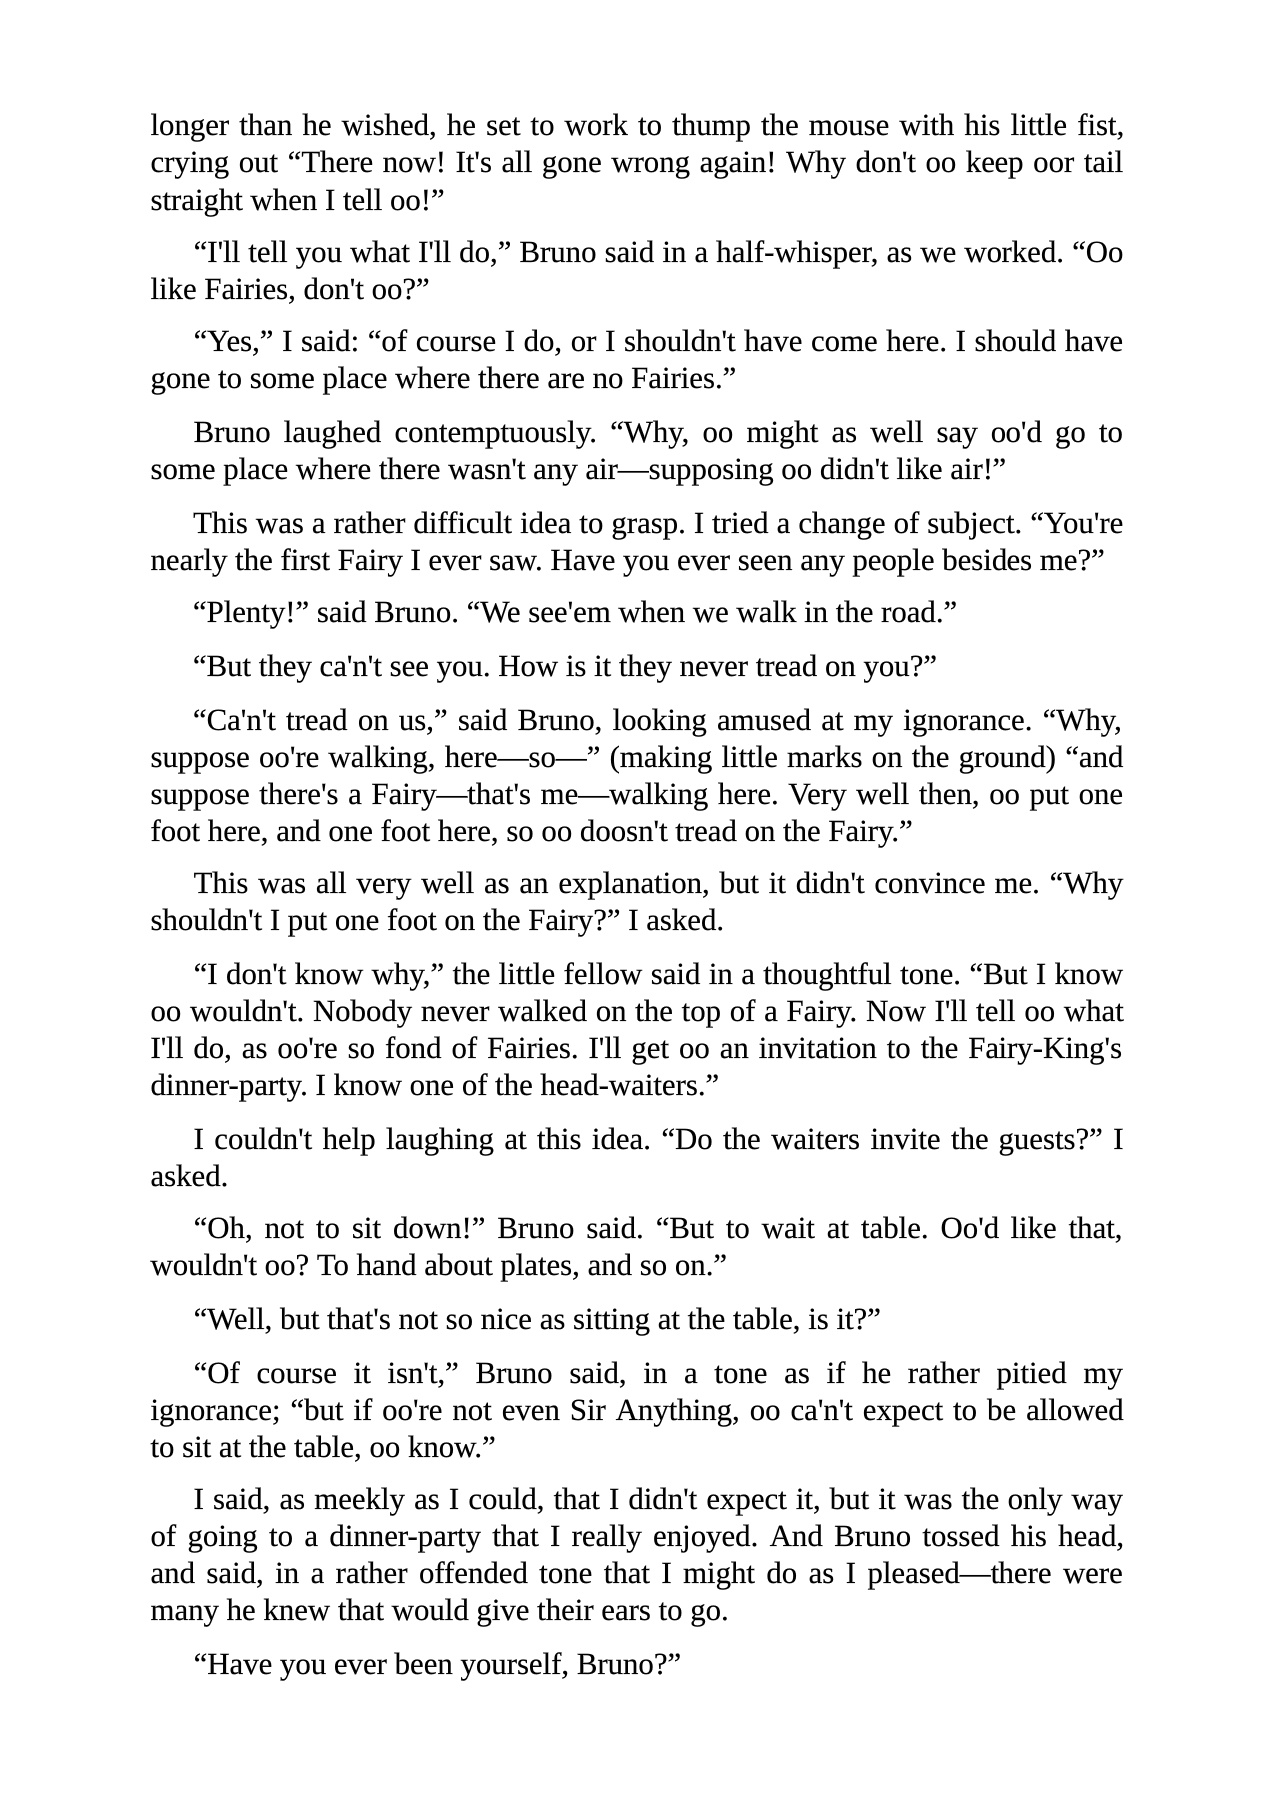 longer than he wished, he set to work to thump the mouse with his little fist,
crying out “There now! It's all gone wrong again! Why don't oo keep oor tail
straight when I tell oo!”
“I'll tell you what I'll do,” Bruno said in a half-whisper, as we worked. “Oo
like Fairies, don't oo?”
“Yes,” I said: “of course I do, or I shouldn't have come here. I should have
gone to some place where there are no Fairies.”
Bruno laughed contemptuously. “Why, oo might as well say oo'd go to
some place where there wasn't any air—supposing oo didn't like air!”
This was a rather difficult idea to grasp. I tried a change of subject. “You're
nearly the first Fairy I ever saw. Have you ever seen any people besides me?”
“Plenty!” said Bruno. “We see'em when we walk in the road.”
“But they ca'n't see you. How is it they never tread on you?”
“Ca'n't tread on us,” said Bruno, looking amused at my ignorance. “Why,
suppose oo're walking, here—so—” (making little marks on the ground) “and
suppose there's a Fairy—that's me—walking here. Very well then, oo put one
foot here, and one foot here, so oo doosn't tread on the Fairy.”
This was all very well as an explanation, but it didn't convince me. “Why
shouldn't I put one foot on the Fairy?” I asked.
“I don't know why,” the little fellow said in a thoughtful tone. “But I know
oo wouldn't. Nobody never walked on the top of a Fairy. Now I'll tell oo what
I'll do, as oo're so fond of Fairies. I'll get oo an invitation to the Fairy-King's
dinner-party. I know one of the head-waiters.”
I couldn't help laughing at this idea. “Do the waiters invite the guests?” I
asked.
“Oh, not to sit down!” Bruno said. “But to wait at table. Oo'd like that,
wouldn't oo? To hand about plates, and so on.”
“Well, but that's not so nice as sitting at the table, is it?”
“Of course it isn't,” Bruno said, in a tone as if he rather pitied my
ignorance; “but if oo're not even Sir Anything, oo ca'n't expect to be allowed
to sit at the table, oo know.”
I said, as meekly as I could, that I didn't expect it, but it was the only way
of going to a dinner-party that I really enjoyed. And Bruno tossed his head,
and said, in a rather offended tone that I might do as I pleased—there were
many he knew that would give their ears to go.
“Have you ever been yourself, Bruno?”